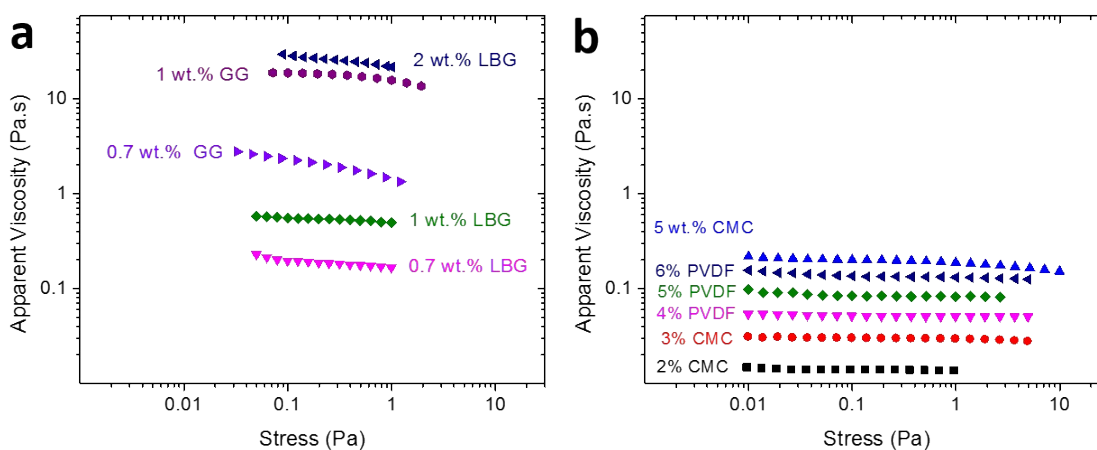 a
2 wt.% LBG
1 wt.% GG
0.7 wt.% GG
1 wt.% LBG
0.7 wt.% LBG
10
1
0.1
0.01
0.1
1
10
Apparent Viscosity (Pa.s)
Stress (Pa)
b
5 wt.% CMC
6% PVDF
5% PVDF
4% PVDF
3% CMC
2% CMC
10
1
0.1
0.01
0.1
1
10
Apparent Viscosity (Pa.s)
Stress (Pa)